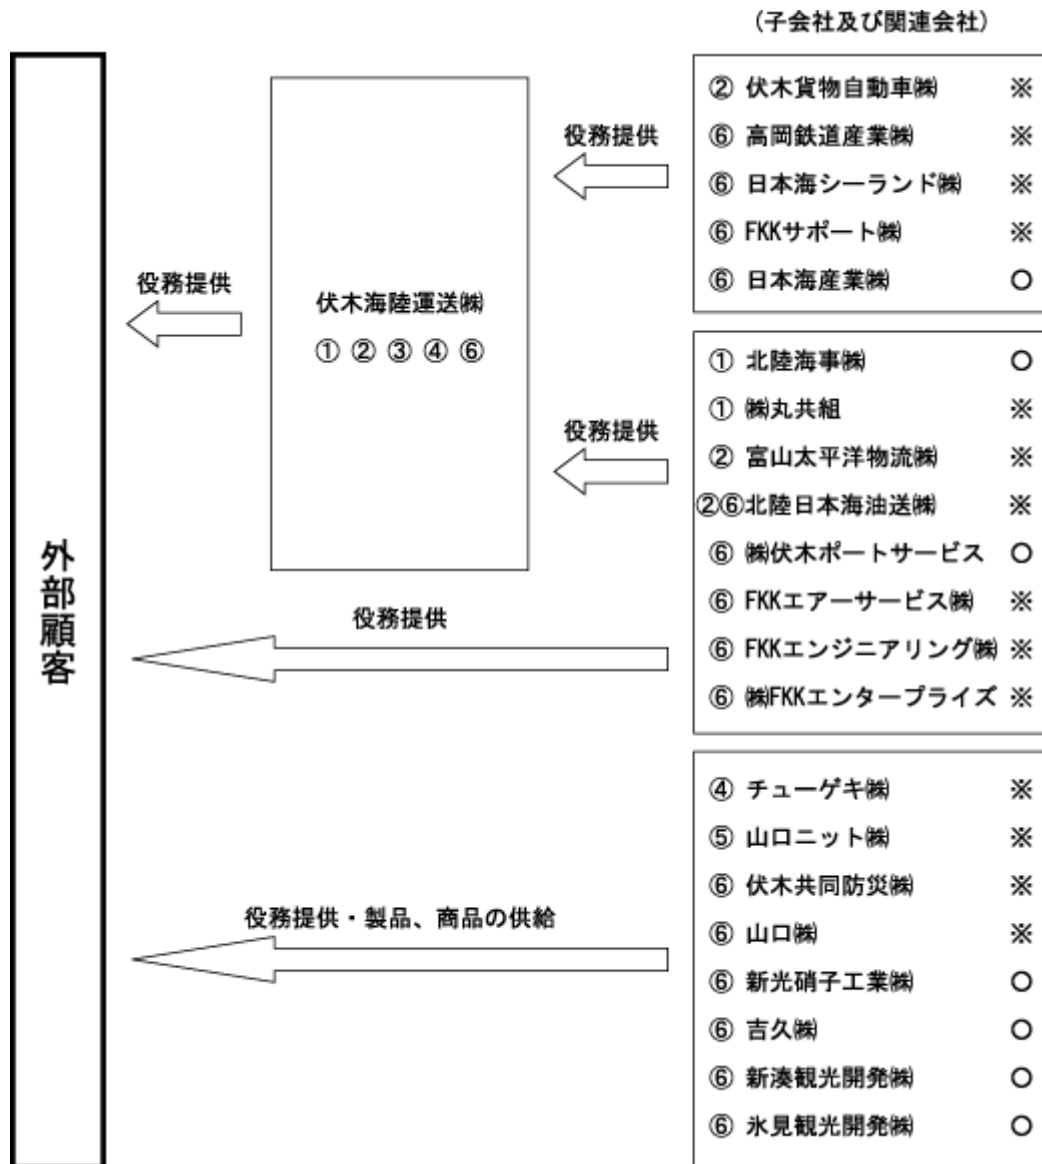 (子会社及び関連会社)
② 伏木貨物自動車㈱ ※
⑥ 高岡鉄道産業㈱ ※
⑥ 日本海シーランド㈱ ※
⑥ FKKサポート㈱ ※
⑥ 日本海産業㈱ ○
役務提供
役務提供
伏木海陸運送㈱
① ② ③ ④ ⑥
① 北陸海事㈱ ○
① ㈱丸共組 ※
② 富山太平洋物流㈱ ※
②⑥北陸日本海油送㈱ ※
⑥ ㈱伏木ポートサービス ○
⑥ FKKエアーサービス㈱ ※
⑥ FKKエンジニアリング㈱ ※
⑥ ㈱FKKエンタープライズ ※
役務提供
役務提供
外部顧客
④ チューゲキ㈱ ※
⑤ 山口ニット㈱ ※
⑥ 伏木共同防災㈱ ※
⑥ 山口㈱ ※
⑥ 新光硝子工業㈱ ○
⑥ 吉久㈱ ○
⑥ 新湊観光開発㈱ ○
⑥ 氷見観光開発㈱ ○
役務提供・製品、商品の供給